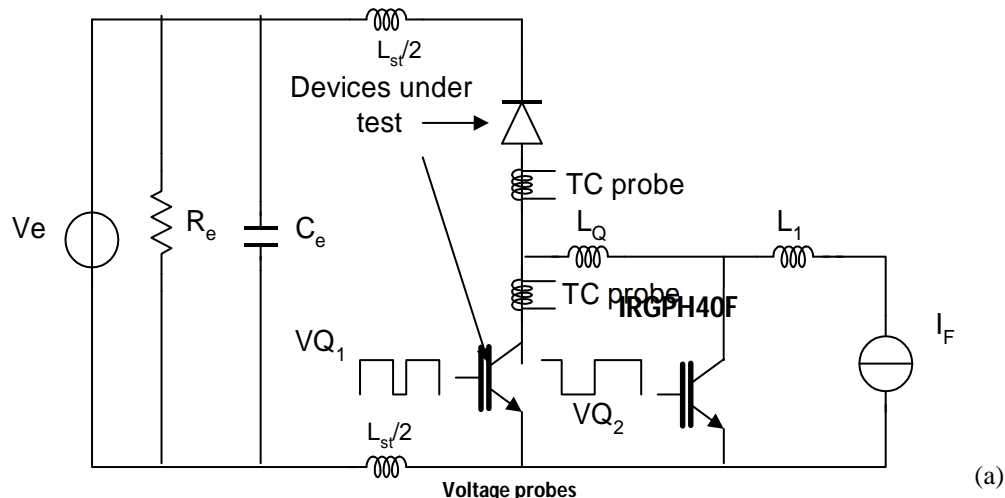 L_st/2
Devices under
test
TC probe
Ve
R_e
C_e
L_Q
L_1
TC probe
IRGPH40F
I_F
VQ_1
VQ_2
L_st/2
Voltage probes
(a)